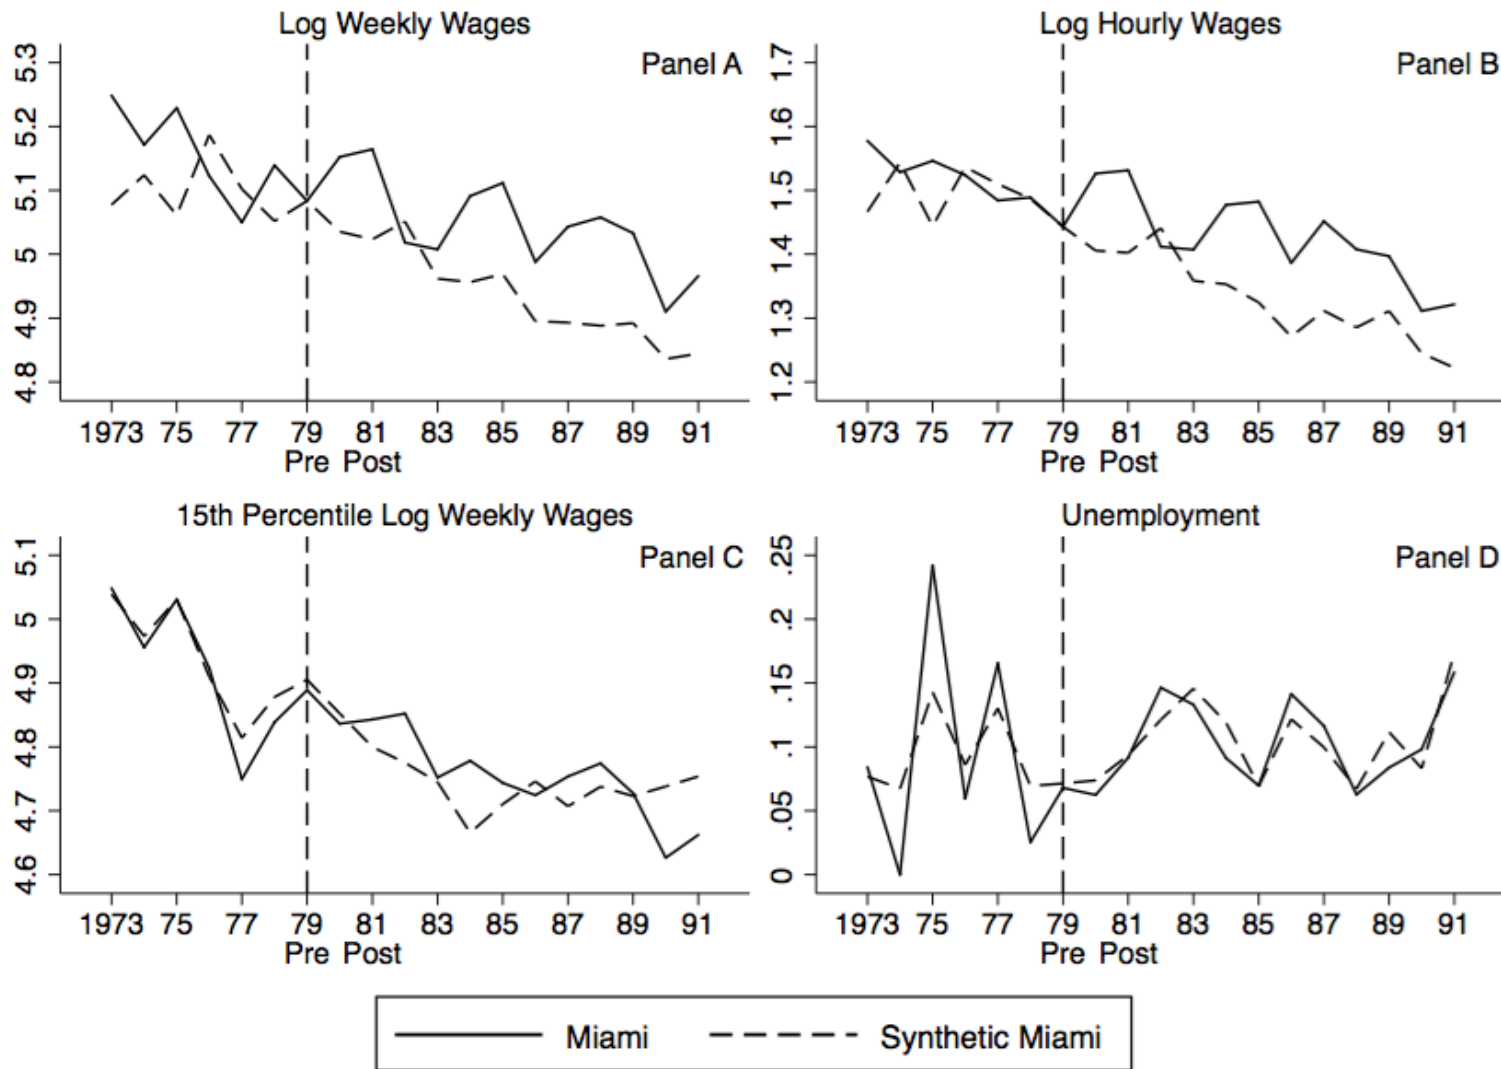 Log Weekly Wages
Panel A
5.3
5.2
5.1
5
4.9
4.8
1973 75 77 79 81 83 85 87 89 91
Pre Post
Log Hourly Wages
Panel B
1.7
1.6
1.5
1.4
1.3
1.2
1973 75 77 79 81 83 85 87 89 91
Pre Post
15th Percentile Log Weekly Wages
Panel C
5.1
5
4.9
4.8
4.7
4.6
1973 75 77 79 81 83 85 87 89 91
Pre Post
Unemployment
Panel D
.25
.2
.15
.1
.05
0
1973 75 77 79 81 83 85 87 89 91
Pre Post
Miami Synthetic Miami